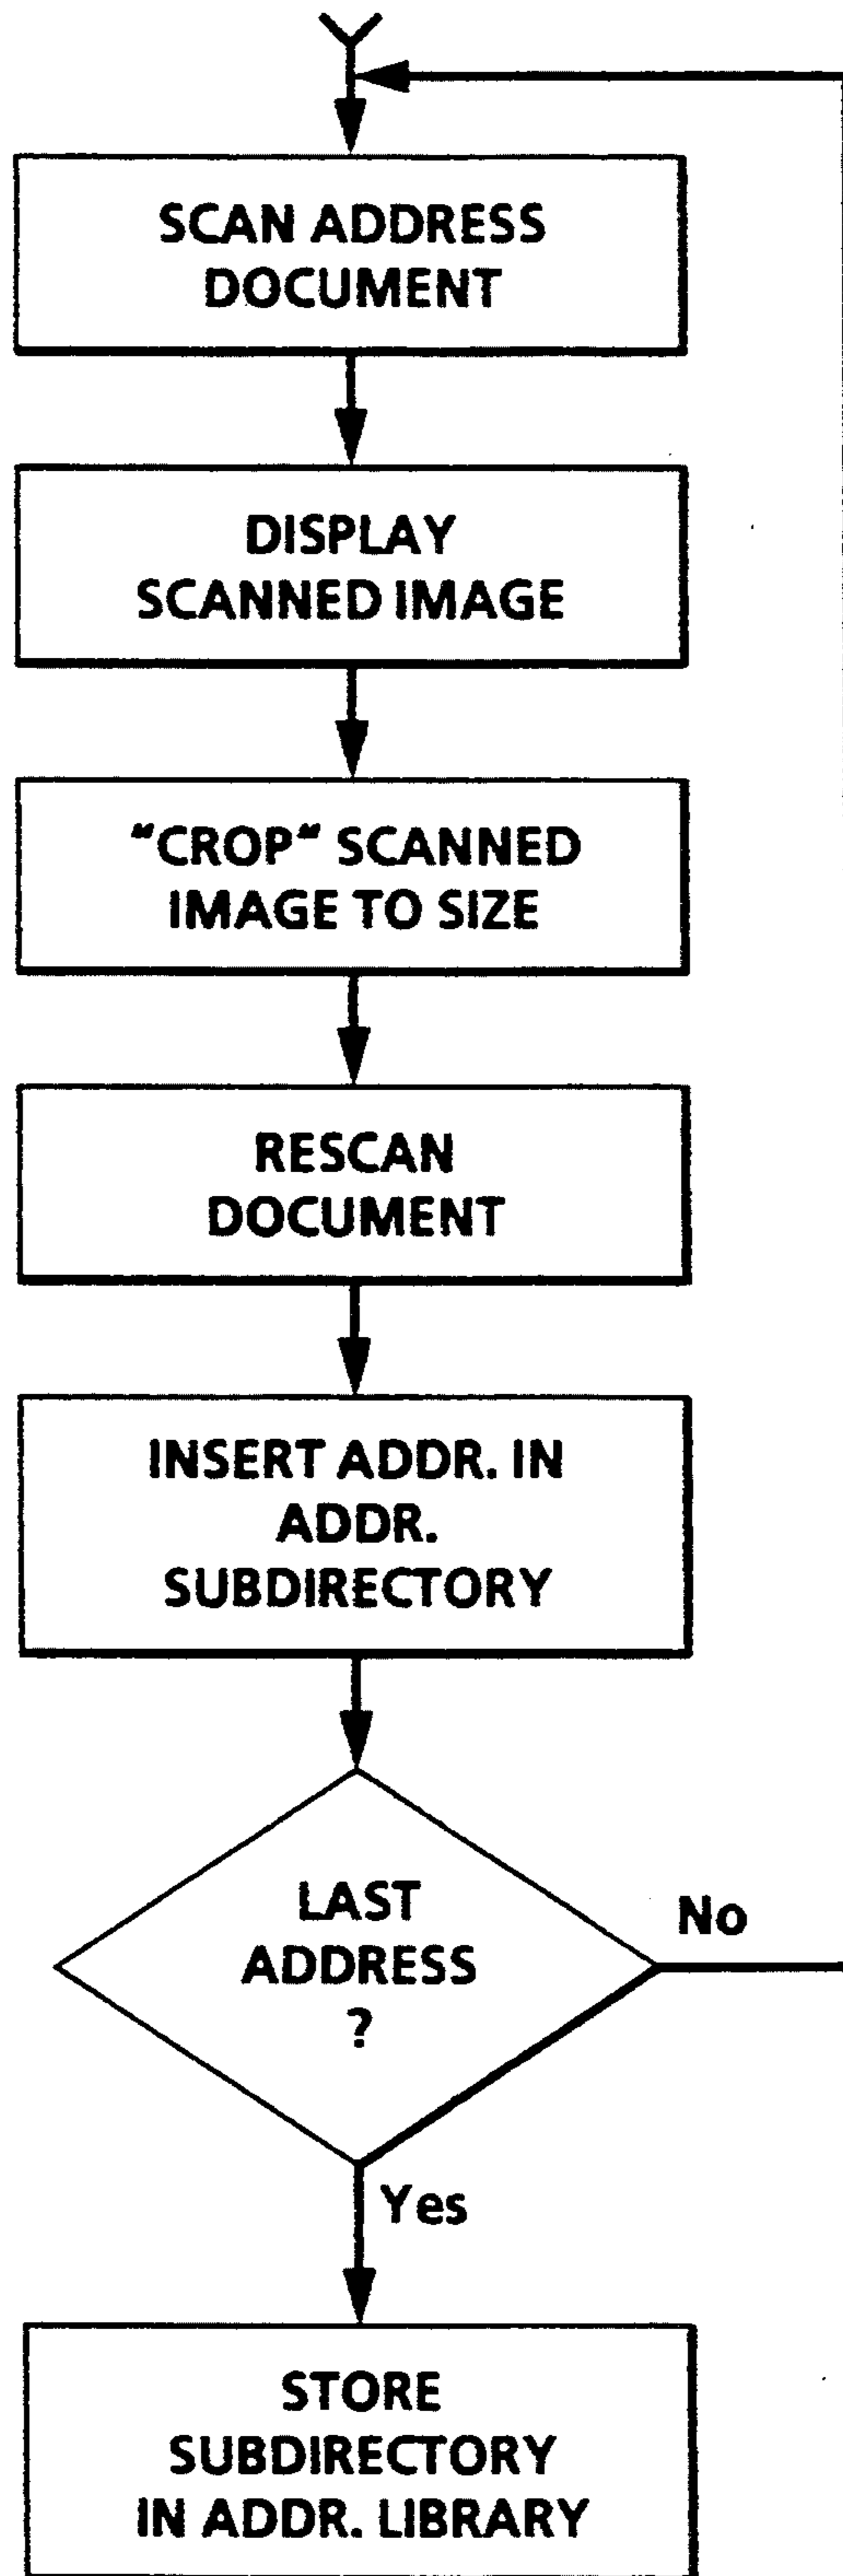 SCAN ADDRESS
DOCUMENT
DISPLAY
SCANNED IMAGE
"CROP" SCANNED
IMAGE TO SIZE
RESCAN
DOCUMENT
INSERT ADDR. IN
ADDR.
SUBDIRECTORY
LAST
ADDRESS
?
No
Yes
STORE
SUBDIRECTORY
IN ADDR. LIBRARY